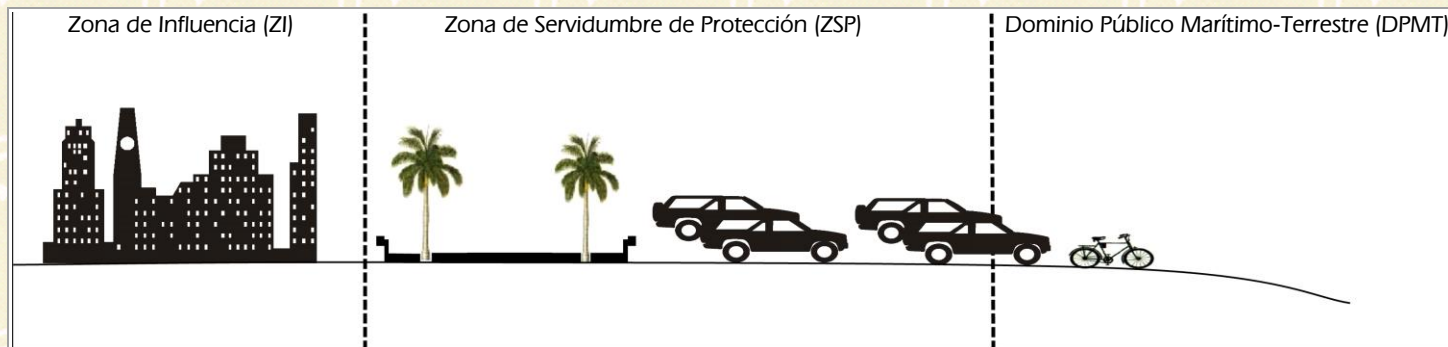 Zona de Influencia (ZI)
Zona de Servidumbre de Protección (ZSP)
Dominio Público Marítimo-Terrestre (DPMT)